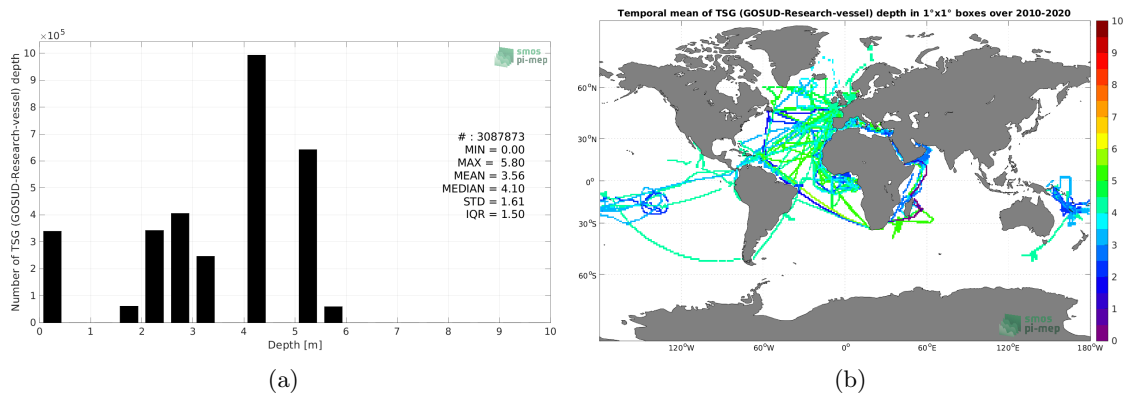 ×10⁵
10
9
8
7
6
5
4
3
2
1
0
Number of TSG (GOSUD-Research-vessel) depth
smos
pi-mep
# : 3087873
MIN = 0.00
MAX = 5.80
MEAN = 3.56
MEDIAN = 4.10
STD = 1.61
IQR = 1.50
0 1 2 3 4 5 6 7 8 9 10
Depth [m]
(a)
Temporal mean of TSG (GOSUD-Research-vessel) depth in 1°x1° boxes over 2010-2020
60°N
30°N
0°
30°S
60°S
120°W 60°W 0° 60°E 120°E 180°W
smos
pi-mep
10
9
8
7
6
5
4
3
2
1
0
(b)